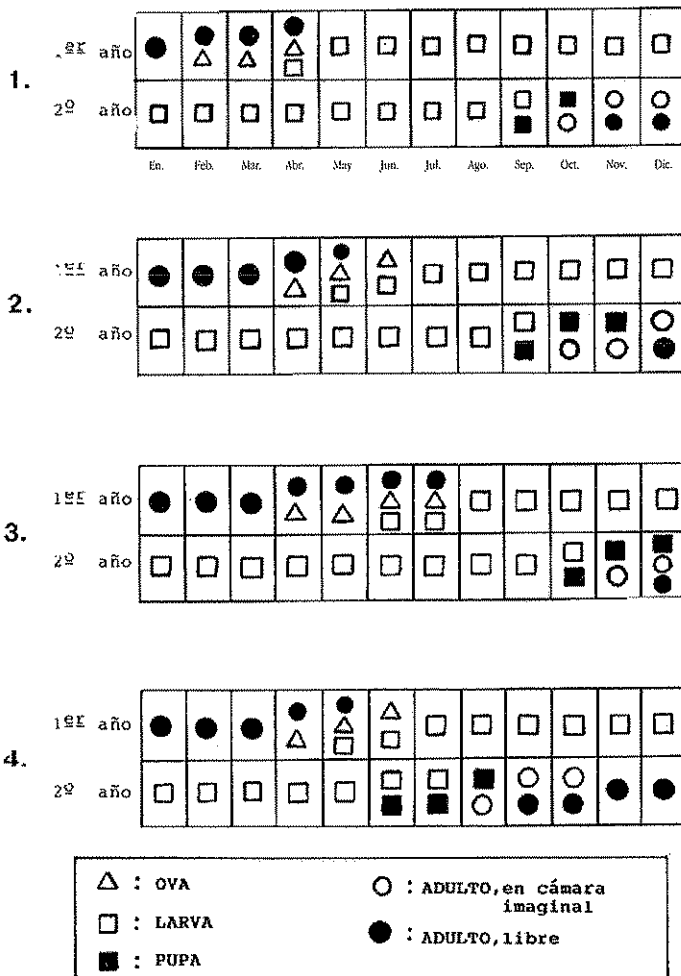 1.
er año
2º año
En. Feb. Mar. Abr. May Jun. Jul. Ago. Sep. Oct. Nov. Dic.
2.
1er año
2º año
3.
1er año
2º año
4.
1er año
2º año
△ : OVA
□ : LARVA
■ : PUPA
○ : ADULTO, en cámara
imaginal
● : ADULTO, libre